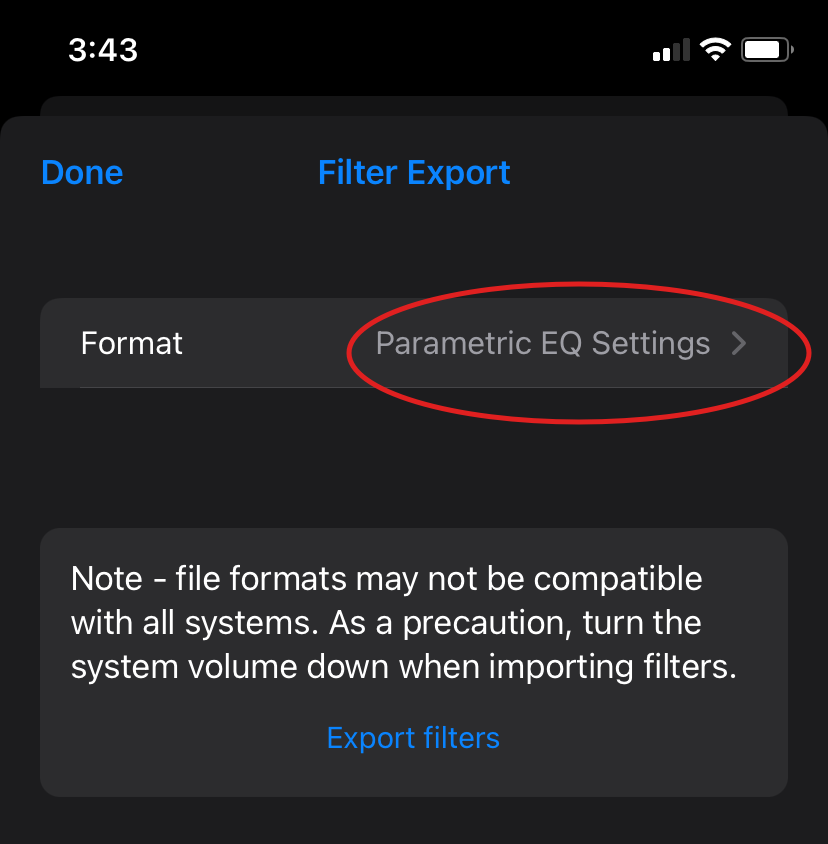 3:43
Done
Filter Export
Format
Parametric EQ Settings
Note - file formats may not be compatible
with all systems. As a precaution, turn the
system volume down when importing filters.
Export filters